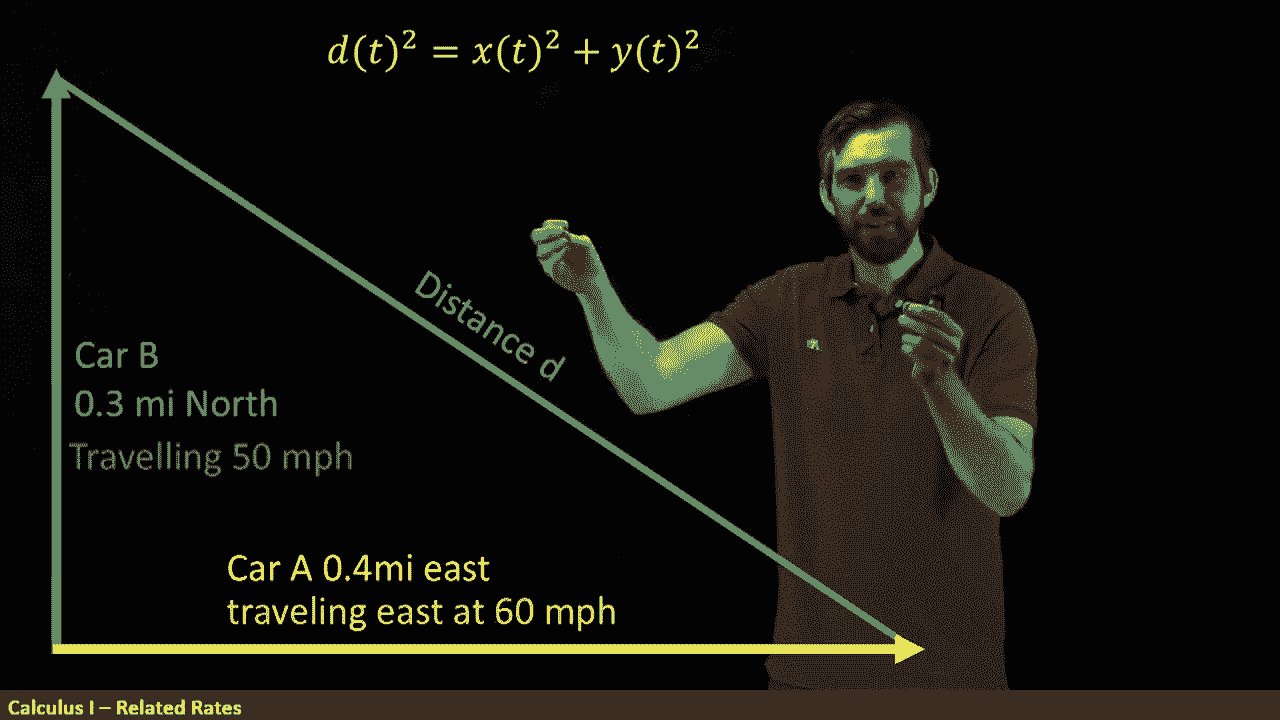 d(t)² = x(t)² + y(t)²
Distance d
Car B
0.3 mi North
Travelling 50 mph
Car A 0.4mi east
traveling east at 60 mph
Calculus I – Related Rates